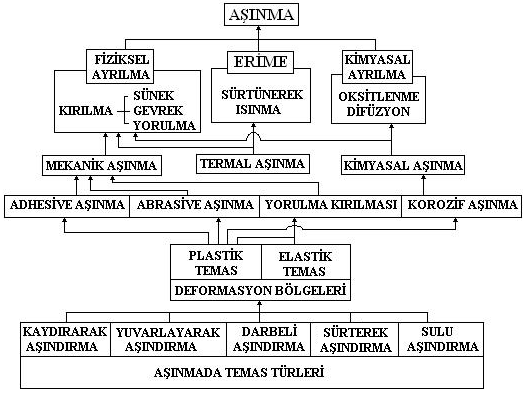 AŞINMA
FİZİKSEL
AYRILMA
ERİME
KİMYASAL
AYRILMA
KIRILMA
SÜNEK
GEVREK
YORULMA
SÜRTÜNEREK
ISINMA
OKSİTLENME
DİFÜZYON
MEKANİK AŞINMA
TERMAL AŞINMA
KİMYASAL AŞINMA
ADHESİVE AŞINMA
ABRASİVE AŞINMA
YORULMA KIRILMASI
KOROZİF AŞINMA
PLASTİK
TEMAS
ELASTİK
TEMAS
DEFORMASYON BÖLGELERİ
KAYDIRARAK
AŞINDIRMA
YUVARLAYARAK
AŞINDIRMA
DARBELİ
AŞINDIRMA
SÜRTEREK
AŞINDIRMA
SULU
AŞINDIRMA
AŞINMADA TEMAS TÜRLERİ